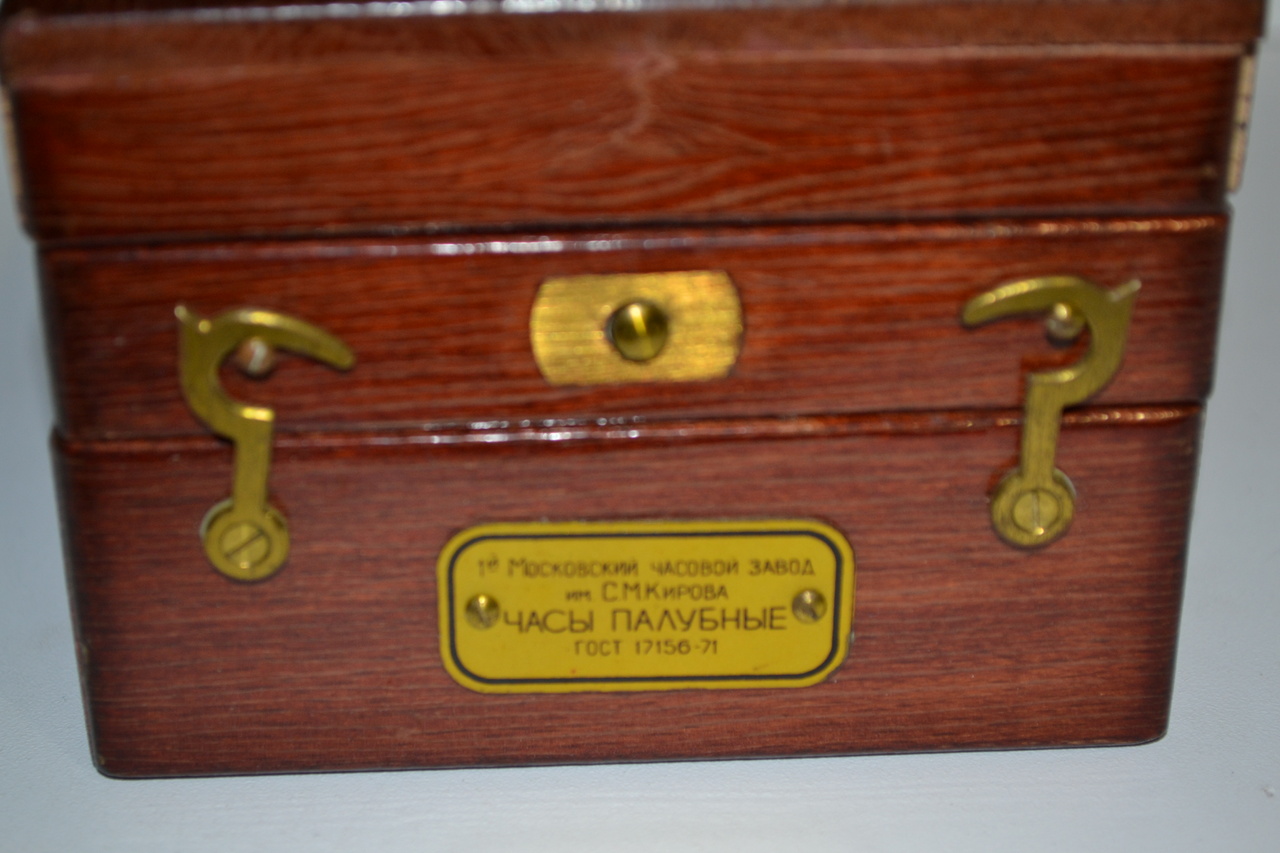 1й Московский часовой завод
им. С.М.Кирова
ЧАСЫ ПАЛУБНЫЕ
ГОСТ 17156-71